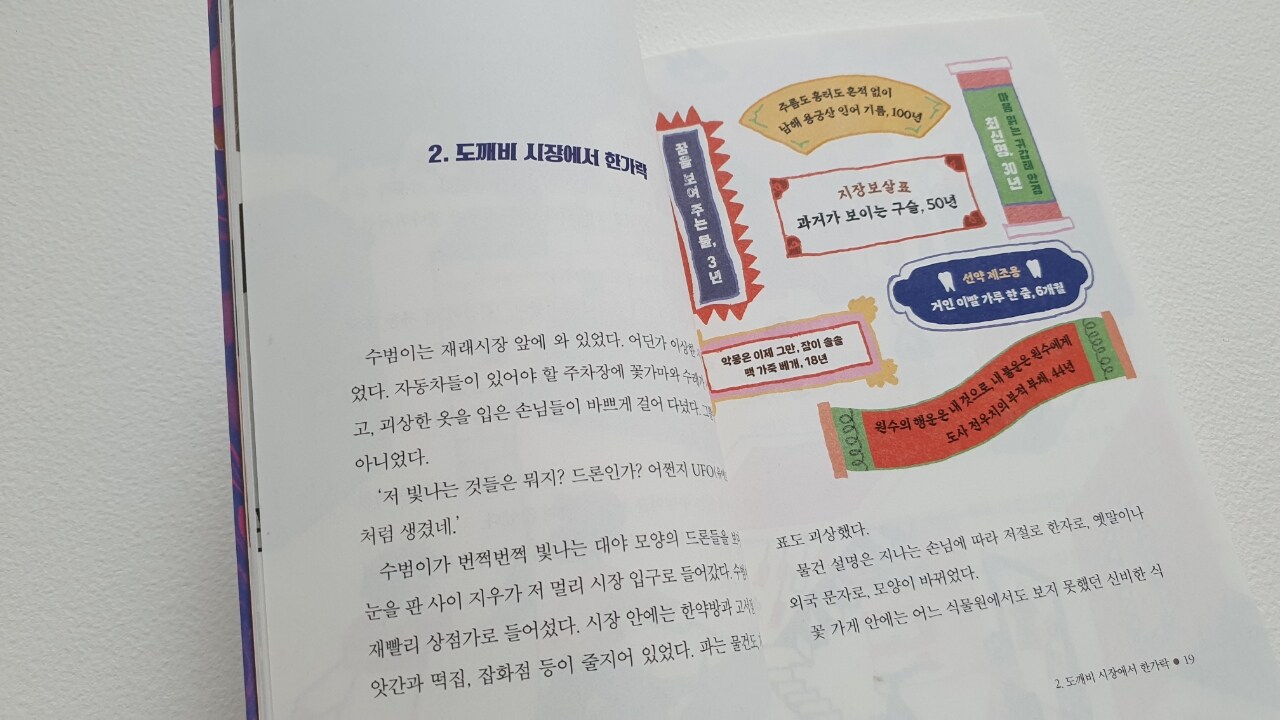 2. 도깨비 시장에서 한가락
수범이는 재래시장 앞에 와 있었다. 어딘가
었다. 자동차들이 있어야 할 주차장에 꽃가마와
고, 괴상한 옷을 입은 손님들이 바쁘게 걸어 다녔다.
아니었다.
‘저 빛나는 것들은 뭐지? 드론인가? 어쩐지 UFO
처럼 생겼네.’
수범이가 번쩍번쩍 빛나는 대야 모양의 드론들을
눈을 판 사이 지우가 저 멀리 시장 입구로 들어갔다.
재빨리 상점가로 들어섰다. 시장 안에는 한약방과
앗간과 떡집, 잡화점 등이 줄지어 있었다. 파는 물건도
꿈을 보여 주는 돌, 3년
주름도 흉터도 흔적 없이
남해 용궁산 인어 기름, 100년
마음 읽는 귀갑테 안경
최신형, 30년
지장보살표
과거가 보이는 구슬, 50년
선약 제조용
거인 이빨 가루 한 줌, 6개월
악몽은 이제 그만, 잠이 솔솔
맥 가죽 베개, 18년
원수의 행운은 내 것으로, 내 불운은 원수에게
도사 전우치의 부적 부채, 44년
표도 괴상했다.
물건 설명은 지나는 손님에 따라 저절로 한자로, 옛말이나
외국 문자로, 모양이 바뀌었다.
꽃 가게 안에는 어느 식물원에서도 보지 못했던 신비한 식
2. 도깨비 시장에서 한가락 ● 19